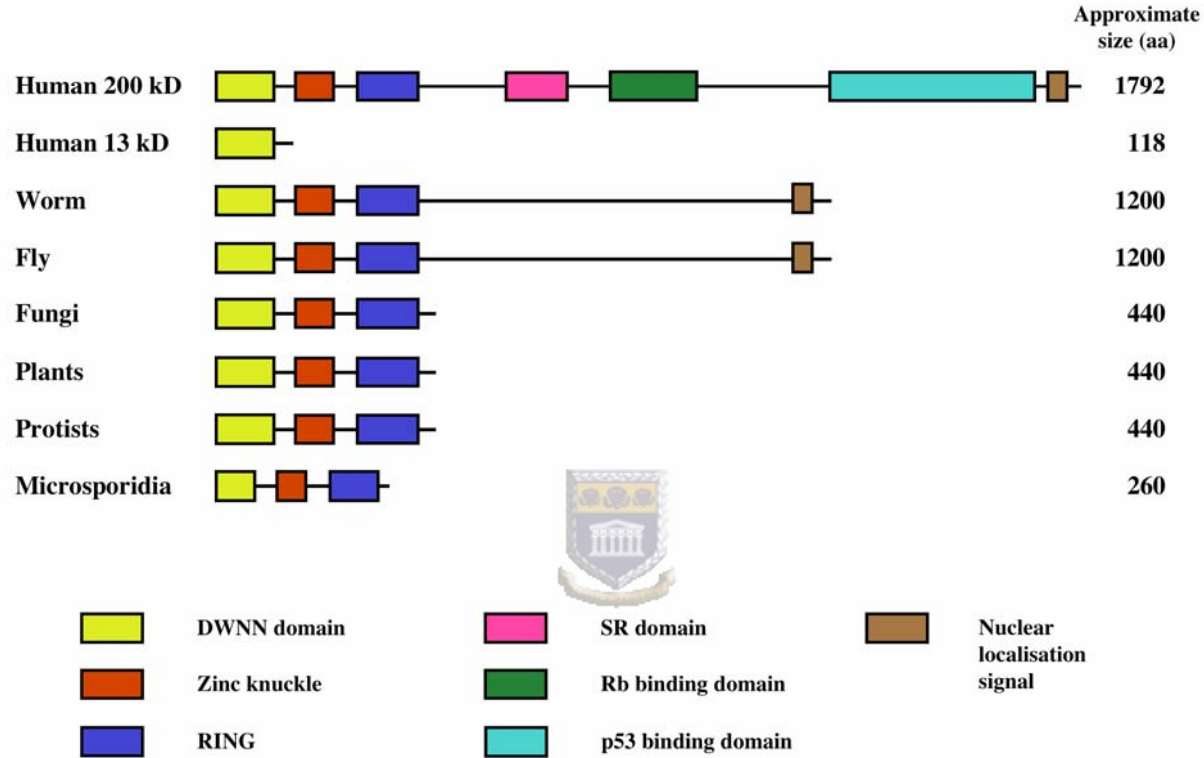 Approximate
size (aa)
Human 200 kD 1792
Human 13 kD 118
Worm 1200
Fly 1200
Fungi 440
Plants 440
Protists 440
Microsporidia 260
DWNN domain SR domain Nuclear
localisation
signal
Zinc knuckle Rb binding domain
RING p53 binding domain